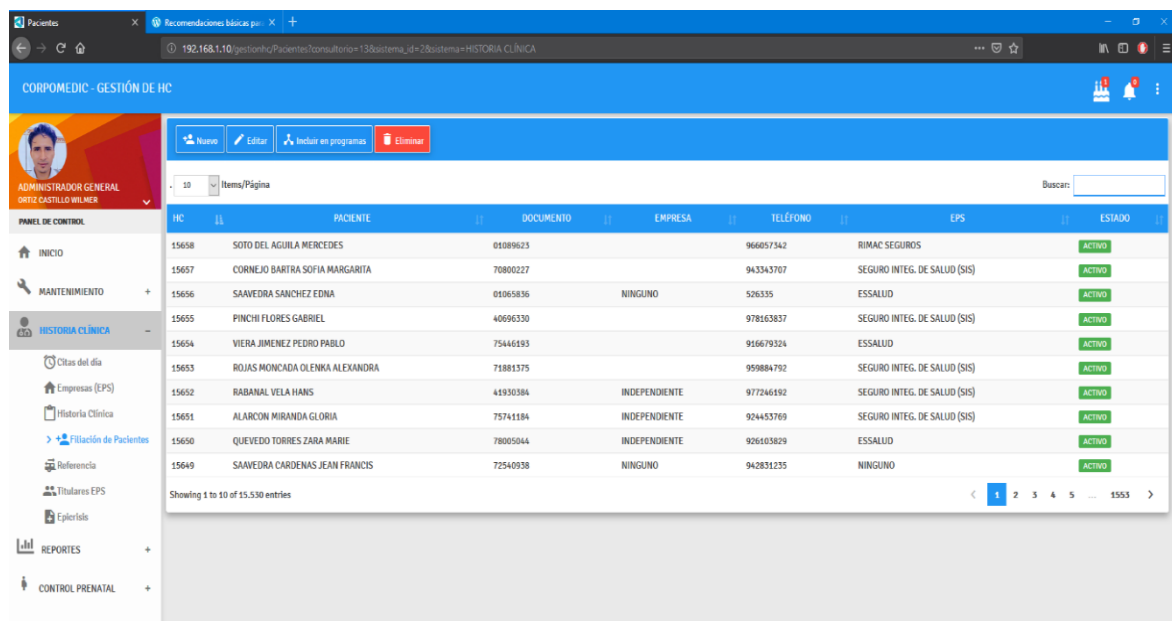 Pacientes
Recomendaciones básicas par
192.168.1.10/gestionhc/Pacientes?consultorio=13&sistema_id=2&sistema=HISTORIA CLÍNICA
CORPOMEDIC - GESTIÓN DE HC
1
0
ADMINISTRADOR GENERAL
ORTIZ CASTILLO WILMER
PANEL DE CONTROL
INICIO
MANTENIMIENTO +
HISTORIA CLÍNICA −
Citas del día
Empresas (EPS)
Historia Clínica
Filiación de Pacientes
Referencia
Titulares EPS
Epicrisis
REPORTES +
CONTROL PRENATAL +
Nuevo Editar Incluir en programas Eliminar
. 10 Items/Página Buscar:
HC PACIENTE DOCUMENTO EMPRESA TELÉFONO EPS ESTADO
15658 SOTO DEL AGUILA MERCEDES 01089623 966057342 RIMAC SEGUROS ACTIVO
15657 CORNEJO BARTRA SOFIA MARGARITA 70800227 943343707 SEGURO INTEG. DE SALUD (SIS) ACTIVO
15656 SAAVEDRA SANCHEZ EDNA 01065836 NINGUNO 526335 ESSALUD ACTIVO
15655 PINCHI FLORES GABRIEL 40696330 978163837 SEGURO INTEG. DE SALUD (SIS) ACTIVO
15654 VIERA JIMENEZ PEDRO PABLO 75446193 916679324 ESSALUD ACTIVO
15653 ROJAS MONCADA OLENKA ALEXANDRA 71881375 959884792 SEGURO INTEG. DE SALUD (SIS) ACTIVO
15652 RABANAL VELA HANS 41930384 INDEPENDIENTE 977246192 SEGURO INTEG. DE SALUD (SIS) ACTIVO
15651 ALARCON MIRANDA GLORIA 75741184 INDEPENDIENTE 924453769 SEGURO INTEG. DE SALUD (SIS) ACTIVO
15650 QUEVEDO TORRES ZARA MARIE 78005044 INDEPENDIENTE 926103829 ESSALUD ACTIVO
15649 SAAVEDRA CARDENAS JEAN FRANCIS 72540938 NINGUNO 942831235 NINGUNO ACTIVO
Showing 1 to 10 of 15.530 entries 1 2 3 4 5 ... 1553